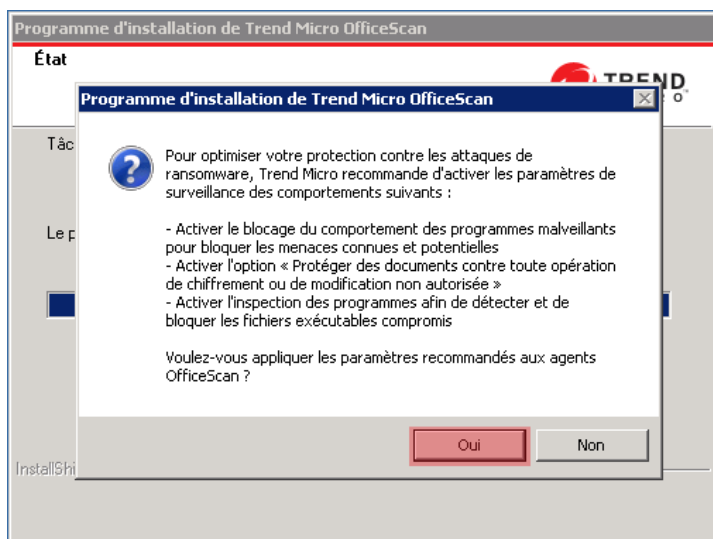 Programme d'installation de Trend Micro OfficeScan
État
TREND
Programme d'installation de Trend Micro OfficeScan
Pour optimiser votre protection contre les attaques de
ransomware, Trend Micro recommande d'activer les paramètres de
surveillance des comportements suivants :
- Activer le blocage du comportement des programmes malveillants
pour bloquer les menaces connues et potentielles
- Activer l'option « Protéger des documents contre toute opération
de chiffrement ou de modification non autorisée »
- Activer l'inspection des programmes afin de détecter et de
bloquer les fichiers exécutables compromis
Voulez-vous appliquer les paramètres recommandés aux agents
OfficeScan ?
Oui
Non
Tâc
Le p
InstallShi